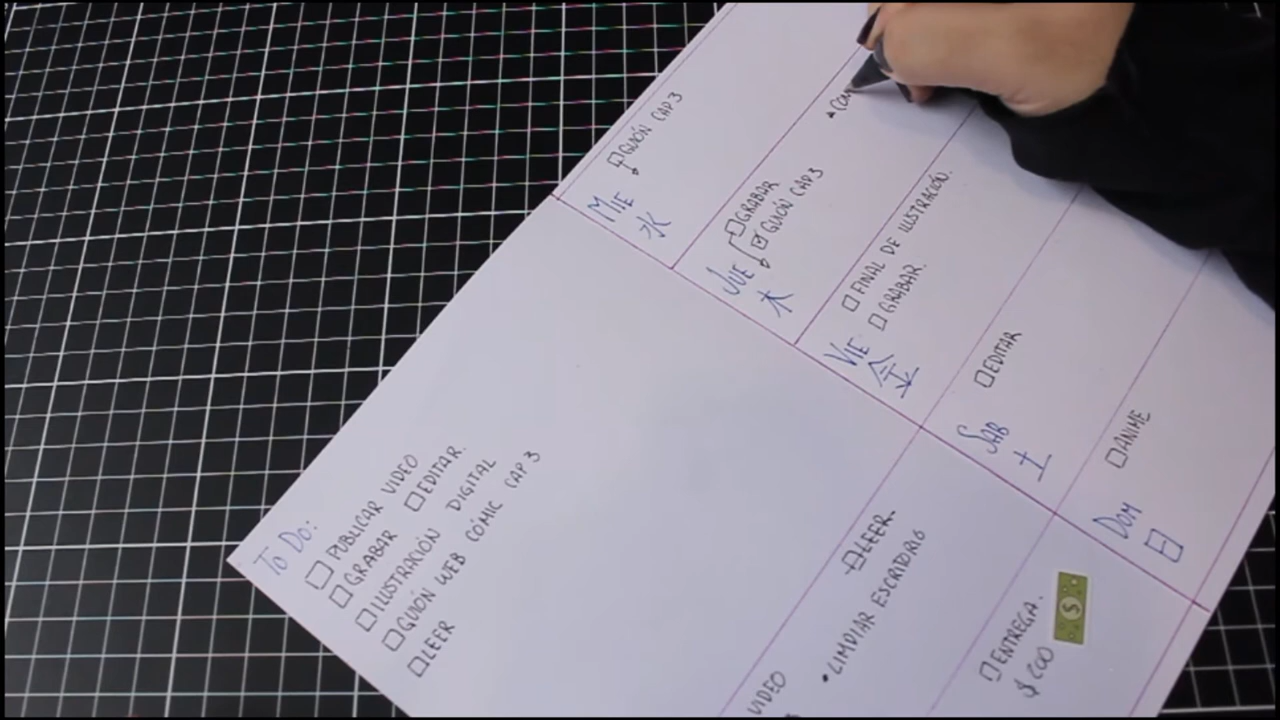 To Do:
☐ PUBLICAR VIDEO
☐ GRABAR ☐ EDITAR.
☐ ILUSTRACIÓN DIGITAL
☐ GUIÓN WEB CÓMIC CAP 3
☐ LEER
MIE
水
☐ GUIÓN CAP 3
JUE
木
☐ GRABAR
☑ GUIÓN CAP 3
VIE
金
☐ FINAL DE ILUSTRACIÓN.
☐ GRABAR.
SAB
土
☐ EDITAR
DOM
日
☐ ANIME
VIDEO
☐ LEER.
• LIMPIAR ESCRITORIO
☐ ENTREGA.
$ 200
$